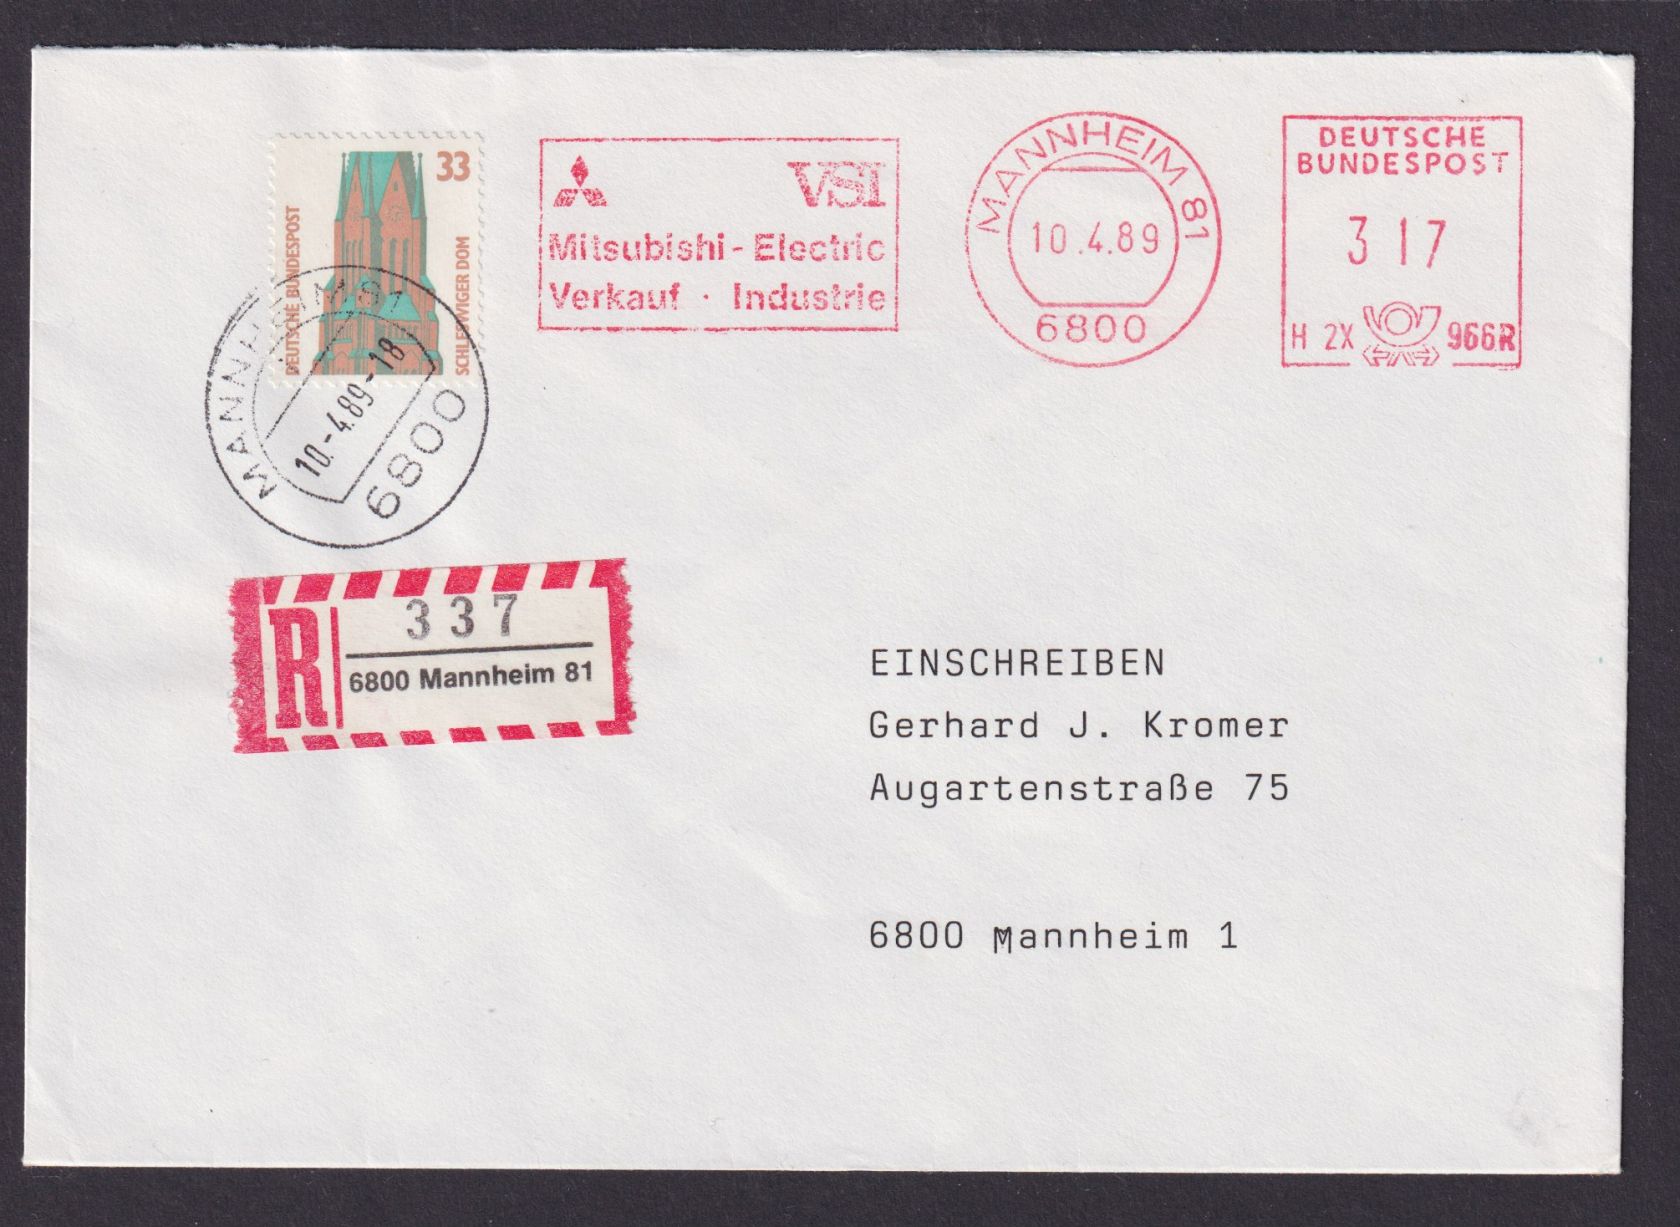 33
DEUTSCHE BUNDESPOST
SCHLESWIGER DOM
MANNHEIM 81
10.-4.89-18
6800
VSI
Mitsubishi-Electric
Verkauf · Industrie
MANNHEIM 81
10.4.89
6800
DEUTSCHE
BUNDESPOST
3 17
H 2X 966R
R 337
6800 Mannheim 81
EINSCHREIBEN
Gerhard J. Kromer
Augartenstraße 75
6800 Mannheim 1